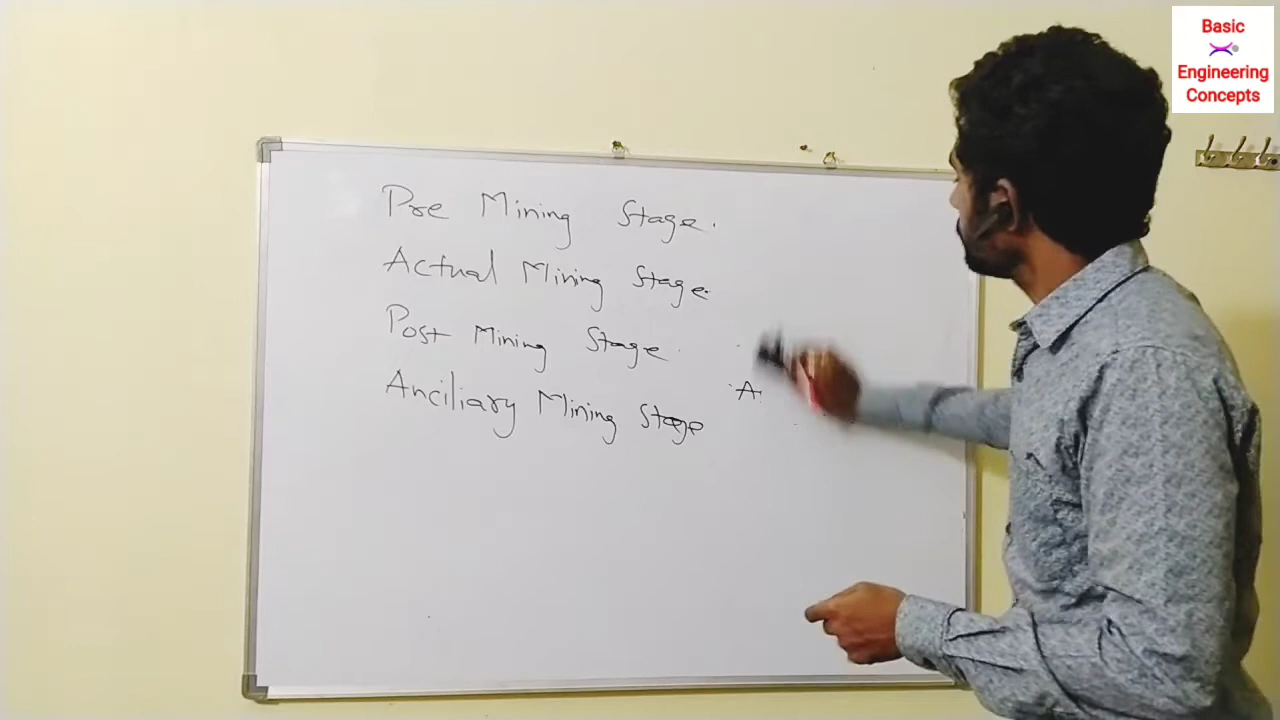 Basic
Engineering
Concepts
Pre Mining Stage.
Actual Mining Stage.
Post Mining Stage.
Anciliary Mining Stage
A